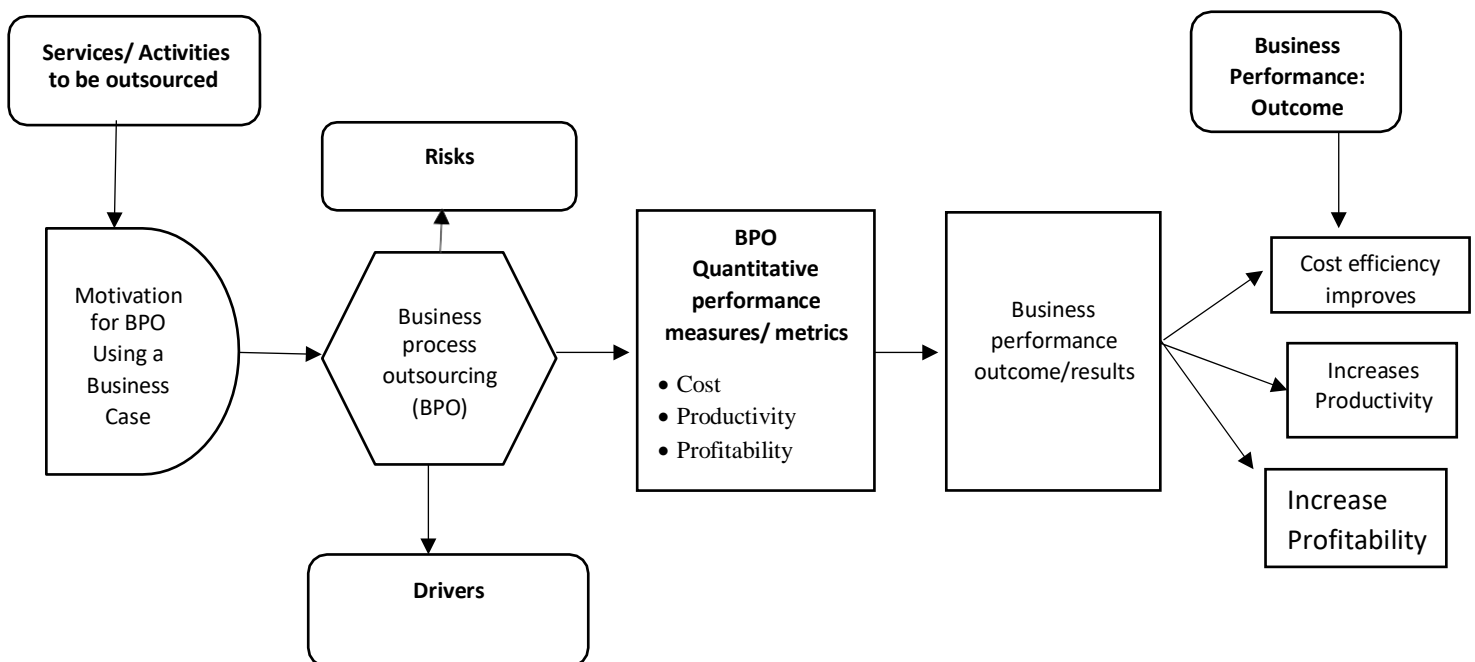 Services/ Activities
to be outsourced
Business
Performance:
Outcome
Risks
Motivation
for BPO
Using a
Business
Case
Business
process
outsourcing
(BPO)
BPO
Quantitative
performance
measures/ metrics
• Cost
• Productivity
• Profitability
Business
performance
outcome/results
Cost efficiency
improves
Increases
Productivity
Increase
Profitability
Drivers